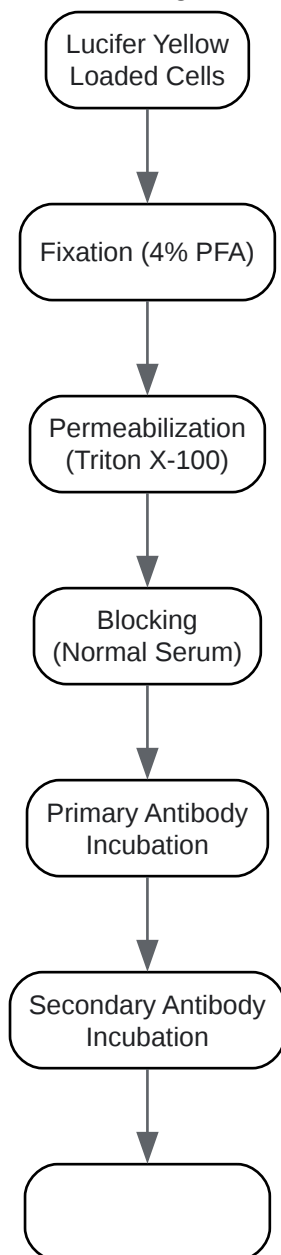 Lucifer Yellow
Loaded Cells
Fixation (4% PFA)
Permeabilization
(Triton X-100)
Blocking
(Normal Serum)
Primary Antibody
Incubation
Secondary Antibody
Incubation